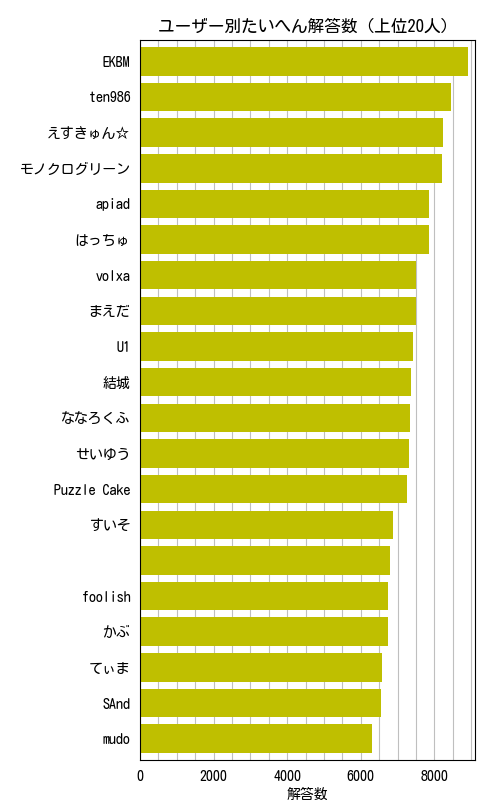 ユーザー別たいへん解答数 (上位20人)
EKBM
ten986
えすきゅん☆
モノクログリーン
apiad
はっちゅ
volxa
まえだ
U1
結城
ななろくふ
せいゆう
Puzzle Cake
すいそ
foolish
かぶ
てぃま
SAnd
mudo
0 2000 4000 6000 8000
解答数